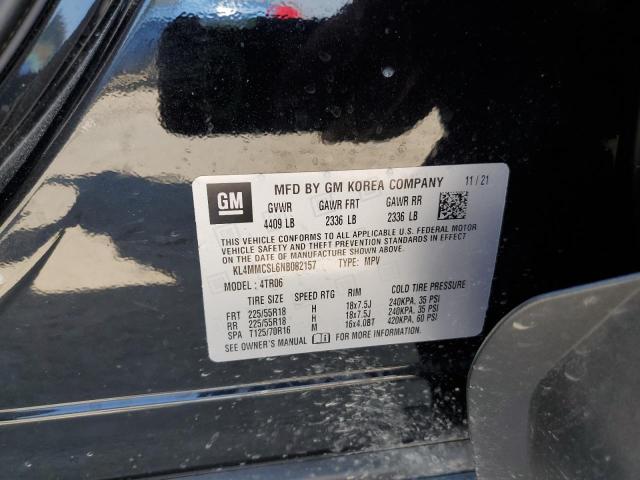 GM
MFD BY GM KOREA COMPANY 11/21
GVWR GAWR FRT GAWR RR
4409 LB 2336 LB 2336 LB
THIS VEHICLE CONFORMS TO ALL APPLICABLE U.S. FEDERAL MOTOR
VEHICLE SAFETY AND THEFT PREVENTION STANDARDS IN EFFECT
ON THE DATE OF MANUFACTURE SHOWN ABOVE.
KL4MMCSL6NB082157 TYPE: MPV
MODEL: 4TR06
TIRE SIZE SPEED RTG RIM COLD TIRE PRESSURE
FRT 225/55R18 H 18x7.5J 240KPA, 35 PSI
RR 225/55R18 H 18x7.5J 240KPA, 35 PSI
SPA T125/70R16 M 16x4.0BT 420KPA, 60 PSI
SEE OWNER'S MANUAL FOR MORE INFORMATION.